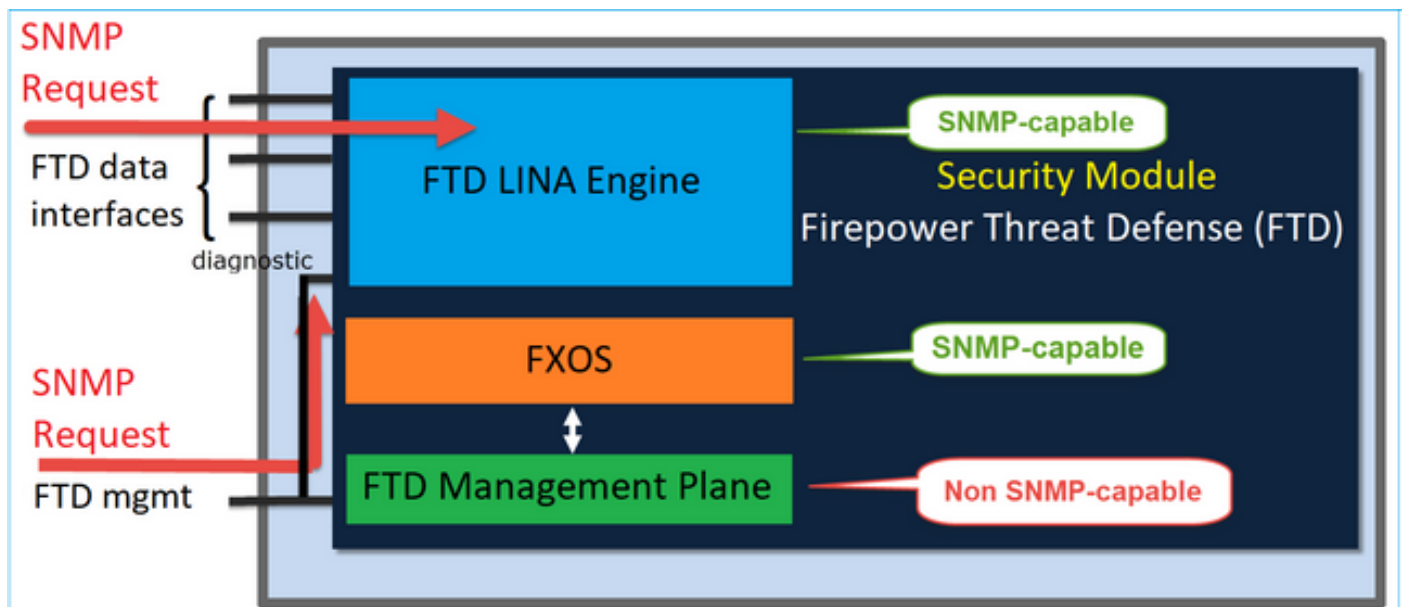 SNMP
Request
FTD data
interfaces
diagnostic
FTD LINA Engine
SNMP-capable
Security Module
Firepower Threat Defense (FTD)
FXOS
SNMP-capable
SNMP
Request
FTD mgmt
FTD Management Plane
Non SNMP-capable